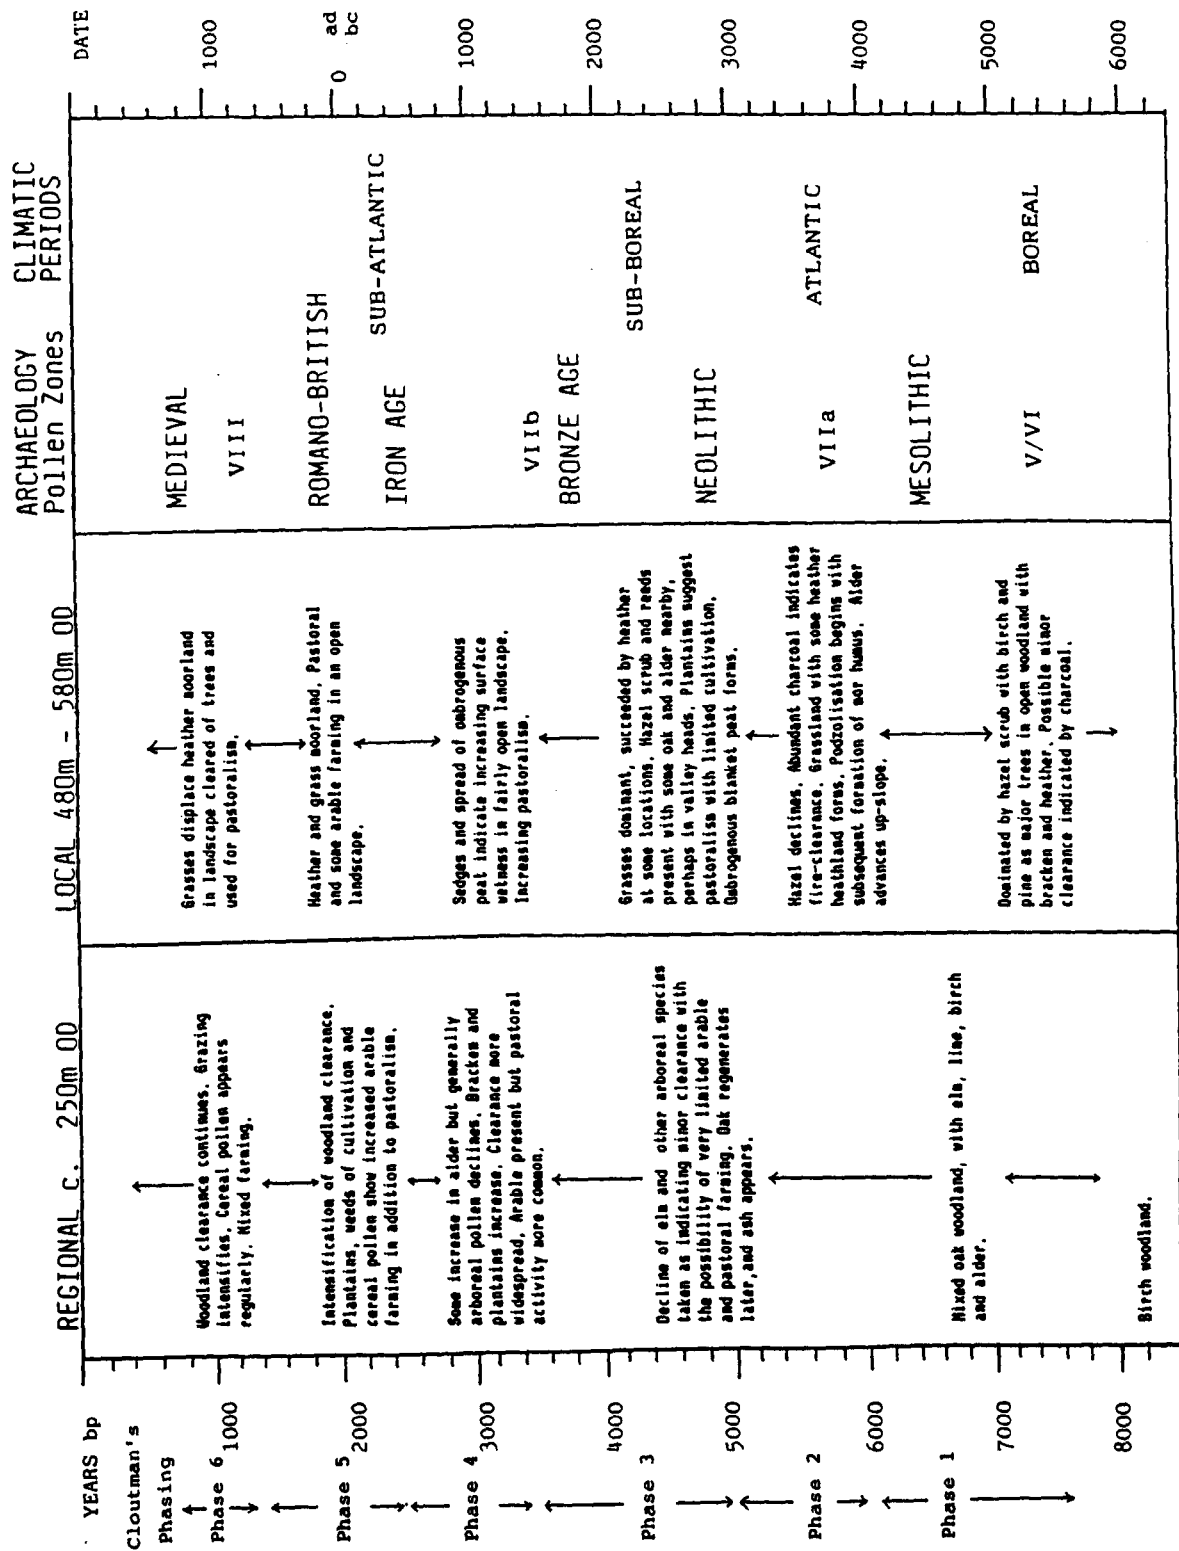 YEARS bp
Cloutman's
Phasing
Phase 6
Phase 5
Phase 4
Phase 3
Phase 2
Phase 1
1000
2000
3000
4000
5000
6000
7000
8000
REGIONAL c. 250m OD
Woodland clearance continues. Grazing
intensifies. Cereal pollen appears
regularly. Mixed farming.
Intensification of woodland clearance.
Plantains, weeds of cultivation and
cereal pollen show increased arable
farming in addition to pastoralism.
Some increase in alder but generally
arboreal pollen declines. Bracken and
plantains increase. Clearance more
widespread. Arable present but pastoral
activity more common.
Decline of elm and other arboreal species
taken as indicating minor clearance with
the possibility of very limited arable
and pastoral farming. Oak regenerates
later, and ash appears.
Mixed oak woodland, with elm, lime, birch
and alder.
Birch woodland.
LOCAL 480m - 580m OD
Grasses displace heather moorland
in landscape cleared of trees and
used for pastoralism.
Heather and grass moorland. Pastoral
and some arable farming in an open
landscape.
Sedges and spread of ombrogenous
peat indicate increasing surface
wetness in fairly open landscape.
Increasing pastoralism.
Grasses dominant, succeeded by heather
at some locations. Hazel scrub and reeds
present with some oak and alder nearby,
perhaps in valley heads. Plantains suggest
pastoralism with limited cultivation.
Ombrogenous blanket peat forms.
Hazel declines. Abundant charcoal indicates
fire-clearance. Grassland with some heather
heathland forms. Podzolisation begins with
subsequent formation of mor humus. Alder
advances up-slope.
Dominated by hazel scrub with birch and
pine as major trees in open woodland with
bracken and heather. Possible minor
clearance indicated by charcoal.
ARCHAEOLOGY
Pollen Zones
MEDIEVAL
VIII
ROMANO-BRITISH
IRON AGE
VIIb
BRONZE AGE
NEOLITHIC
VIIa
MESOLITHIC
V/VI
CLIMATIC
PERIODS
SUB-ATLANTIC
SUB-BOREAL
ATLANTIC
BOREAL
DATE
1000
ad
0
bc
1000
2000
3000
4000
5000
6000